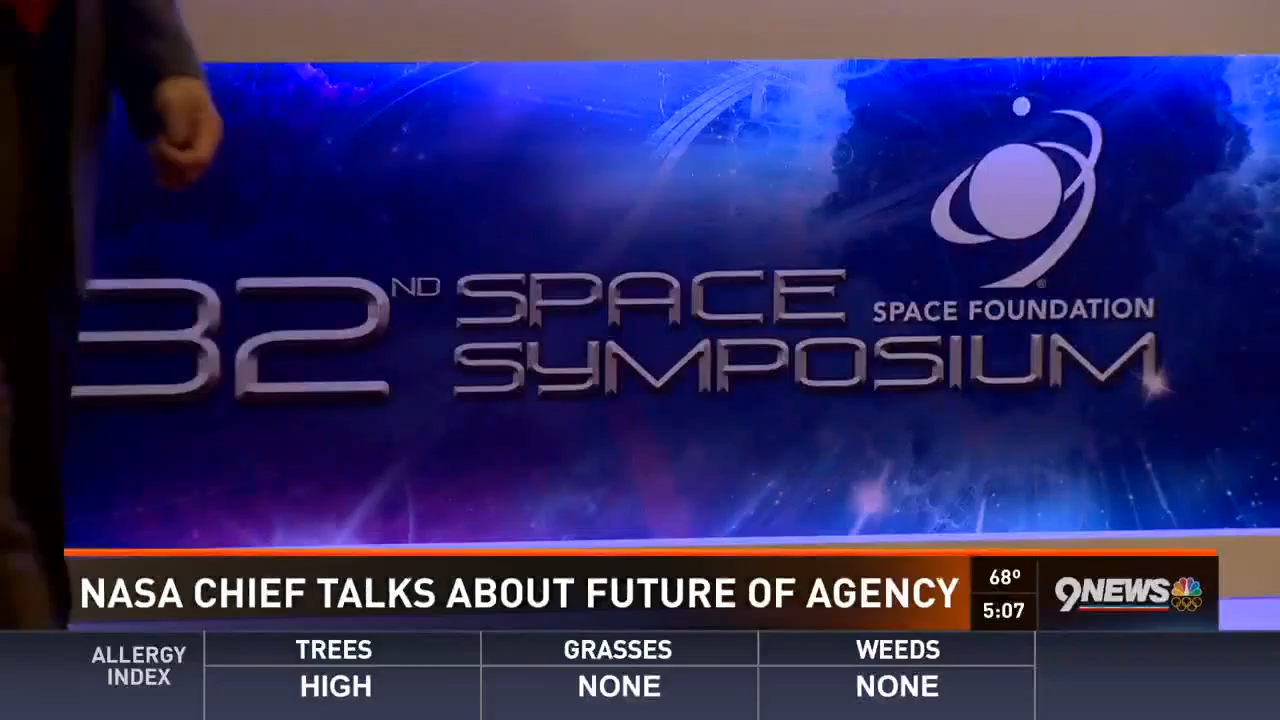 32ND SPACE
SYMPOSIUM
SPACE FOUNDATION
®
NASA CHIEF TALKS ABOUT FUTURE OF AGENCY
68°
5:07
9NEWS
ALLERGY
INDEX
TREES
GRASSES
WEEDS
HIGH
NONE
NONE